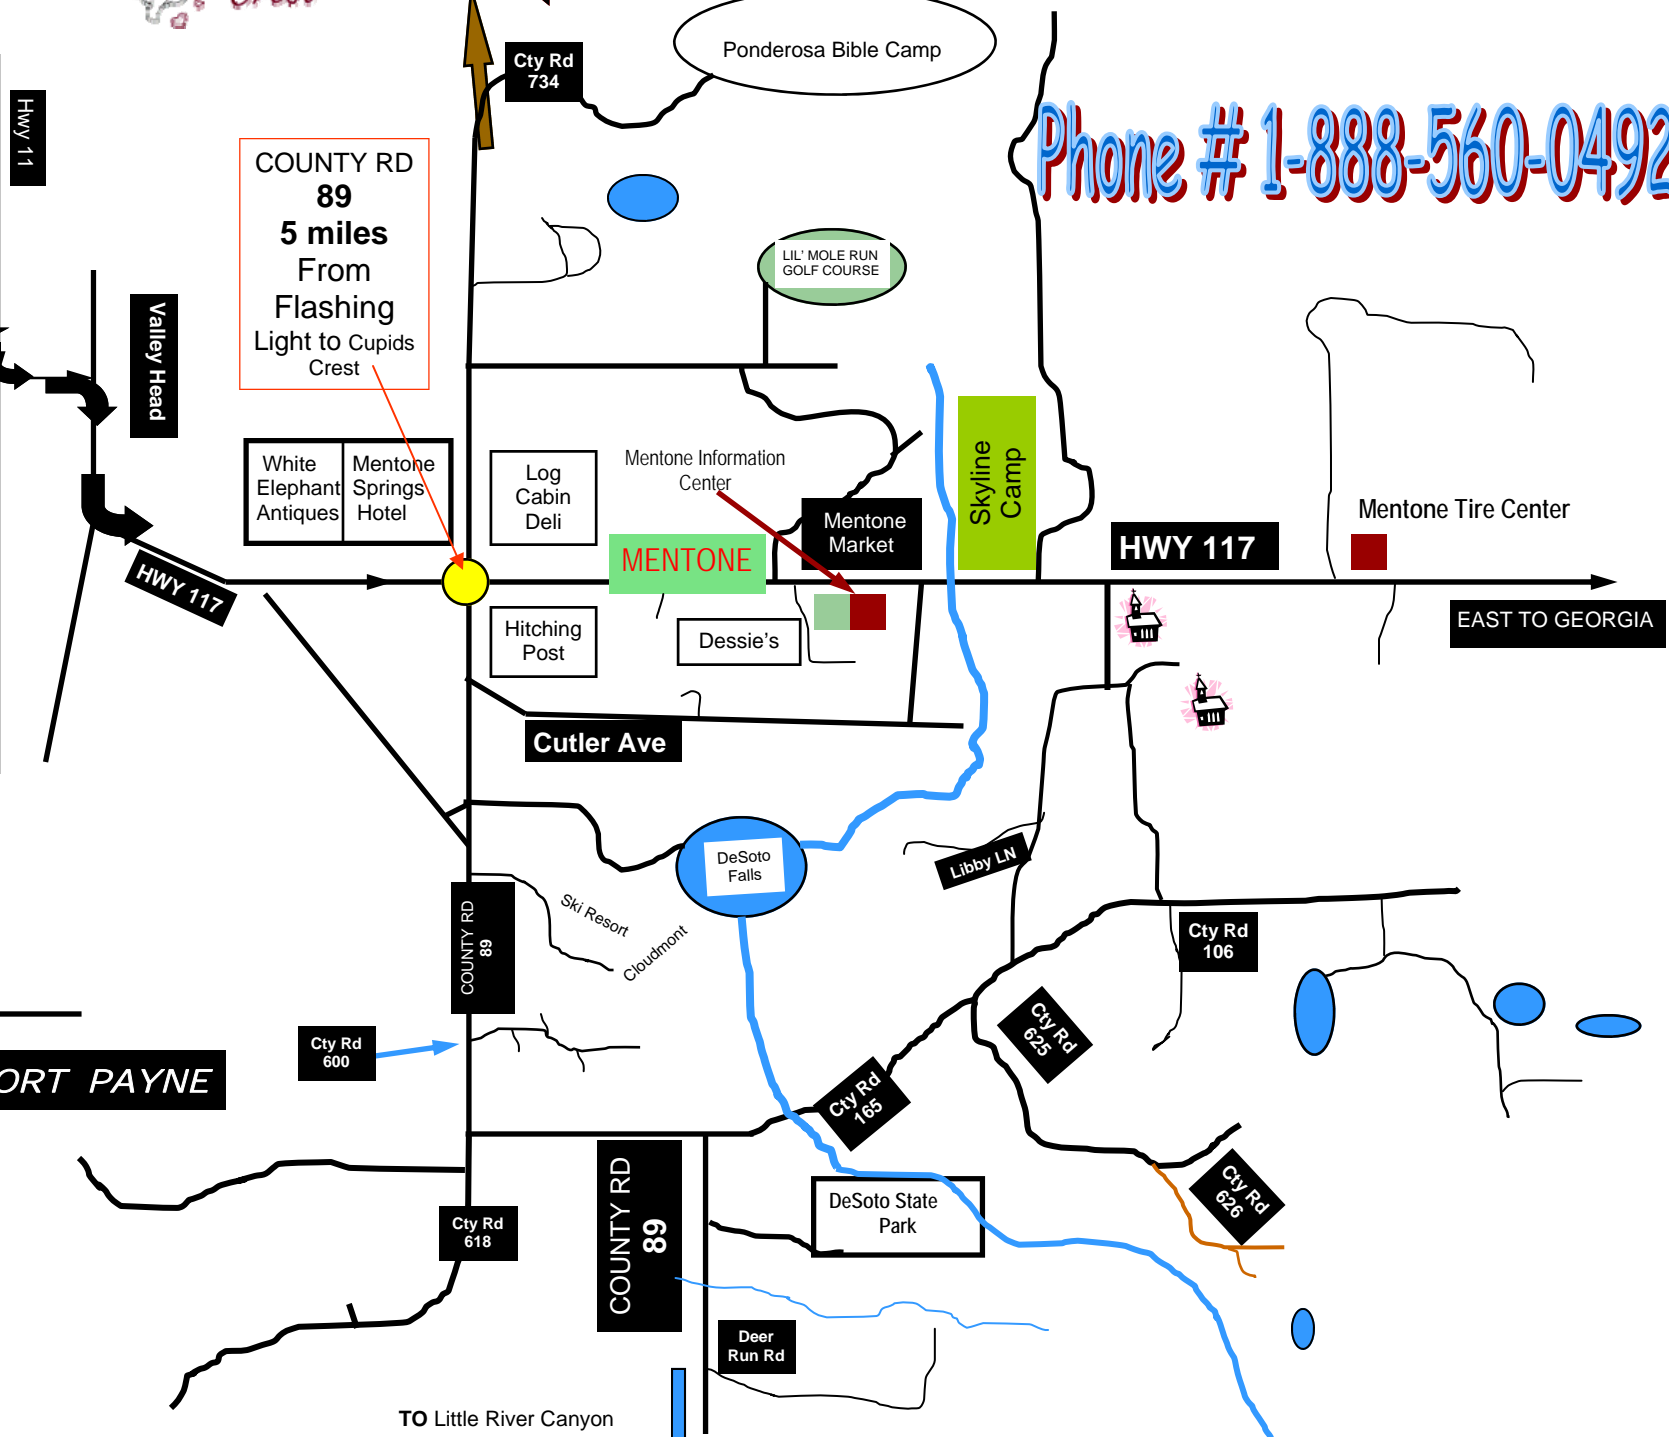 Crest
Cty Rd
734
Ponderosa Bible Camp
Hwy 11
Phone # 1-888-560-0492
COUNTY RD
89
5 miles
From
Flashing
Light to Cupids
Crest
LIL' MOLE RUN
GOLF COURSE
Valley Head
White
Elephant
Antiques
Mentone
Springs
Hotel
Log
Cabin
Deli
Mentone Information
Center
Mentone
Market
Skyline
Camp
Mentone Tire Center
HWY 117
MENTONE
HWY 117
EAST TO GEORGIA
Hitching
Post
Dessie's
Cutler Ave
DeSoto
Falls
Libby LN
Ski Resort
Cloudmont
COUNTY RD
89
Cty Rd
106
Cty Rd
625
Cty Rd
600
ORT PAYNE
Cty Rd
165
COUNTY RD
89
DeSoto State
Park
Cty Rd
626
Cty Rd
618
Deer
Run Rd
TO Little River Canyon